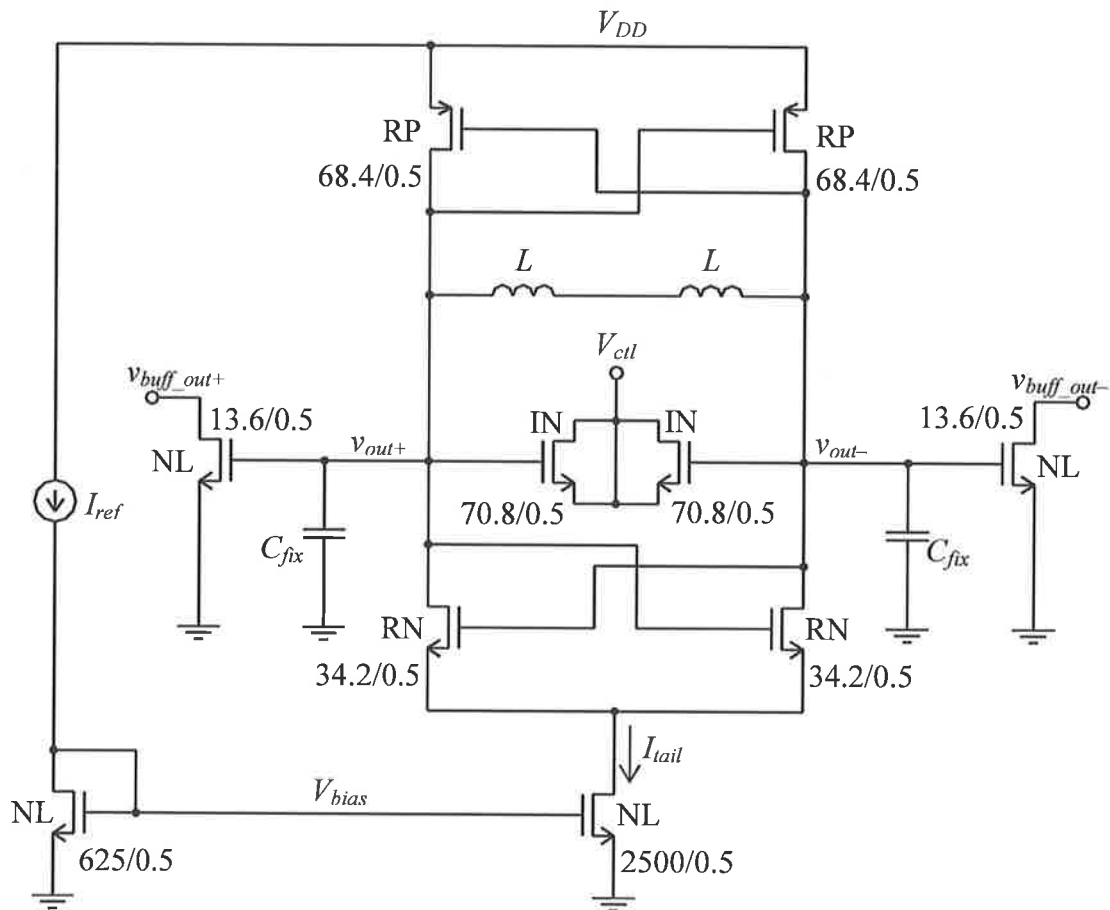 V_DD
RP
RP
68.4/0.5
68.4/0.5
L
L
V_ctl
v_buff_out+
v_buff_out–
13.6/0.5
IN
IN
13.6/0.5
v_out+
v_out–
NL
NL
70.8/0.5
70.8/0.5
I_ref
C_fix
C_fix
RN
RN
34.2/0.5
34.2/0.5
I_tail
V_bias
NL
NL
625/0.5
2500/0.5